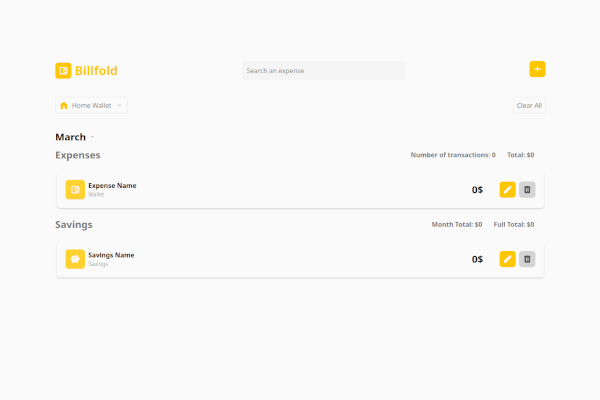 Billfold
Search an expense
+
Home Wallet
Clear All
March
Expenses
Number of transactions: 0 Total: $0
Expense Name
Wallet
0$
Savings
Month Total: $0 Full Total: $0
Savings Name
Savings
0$